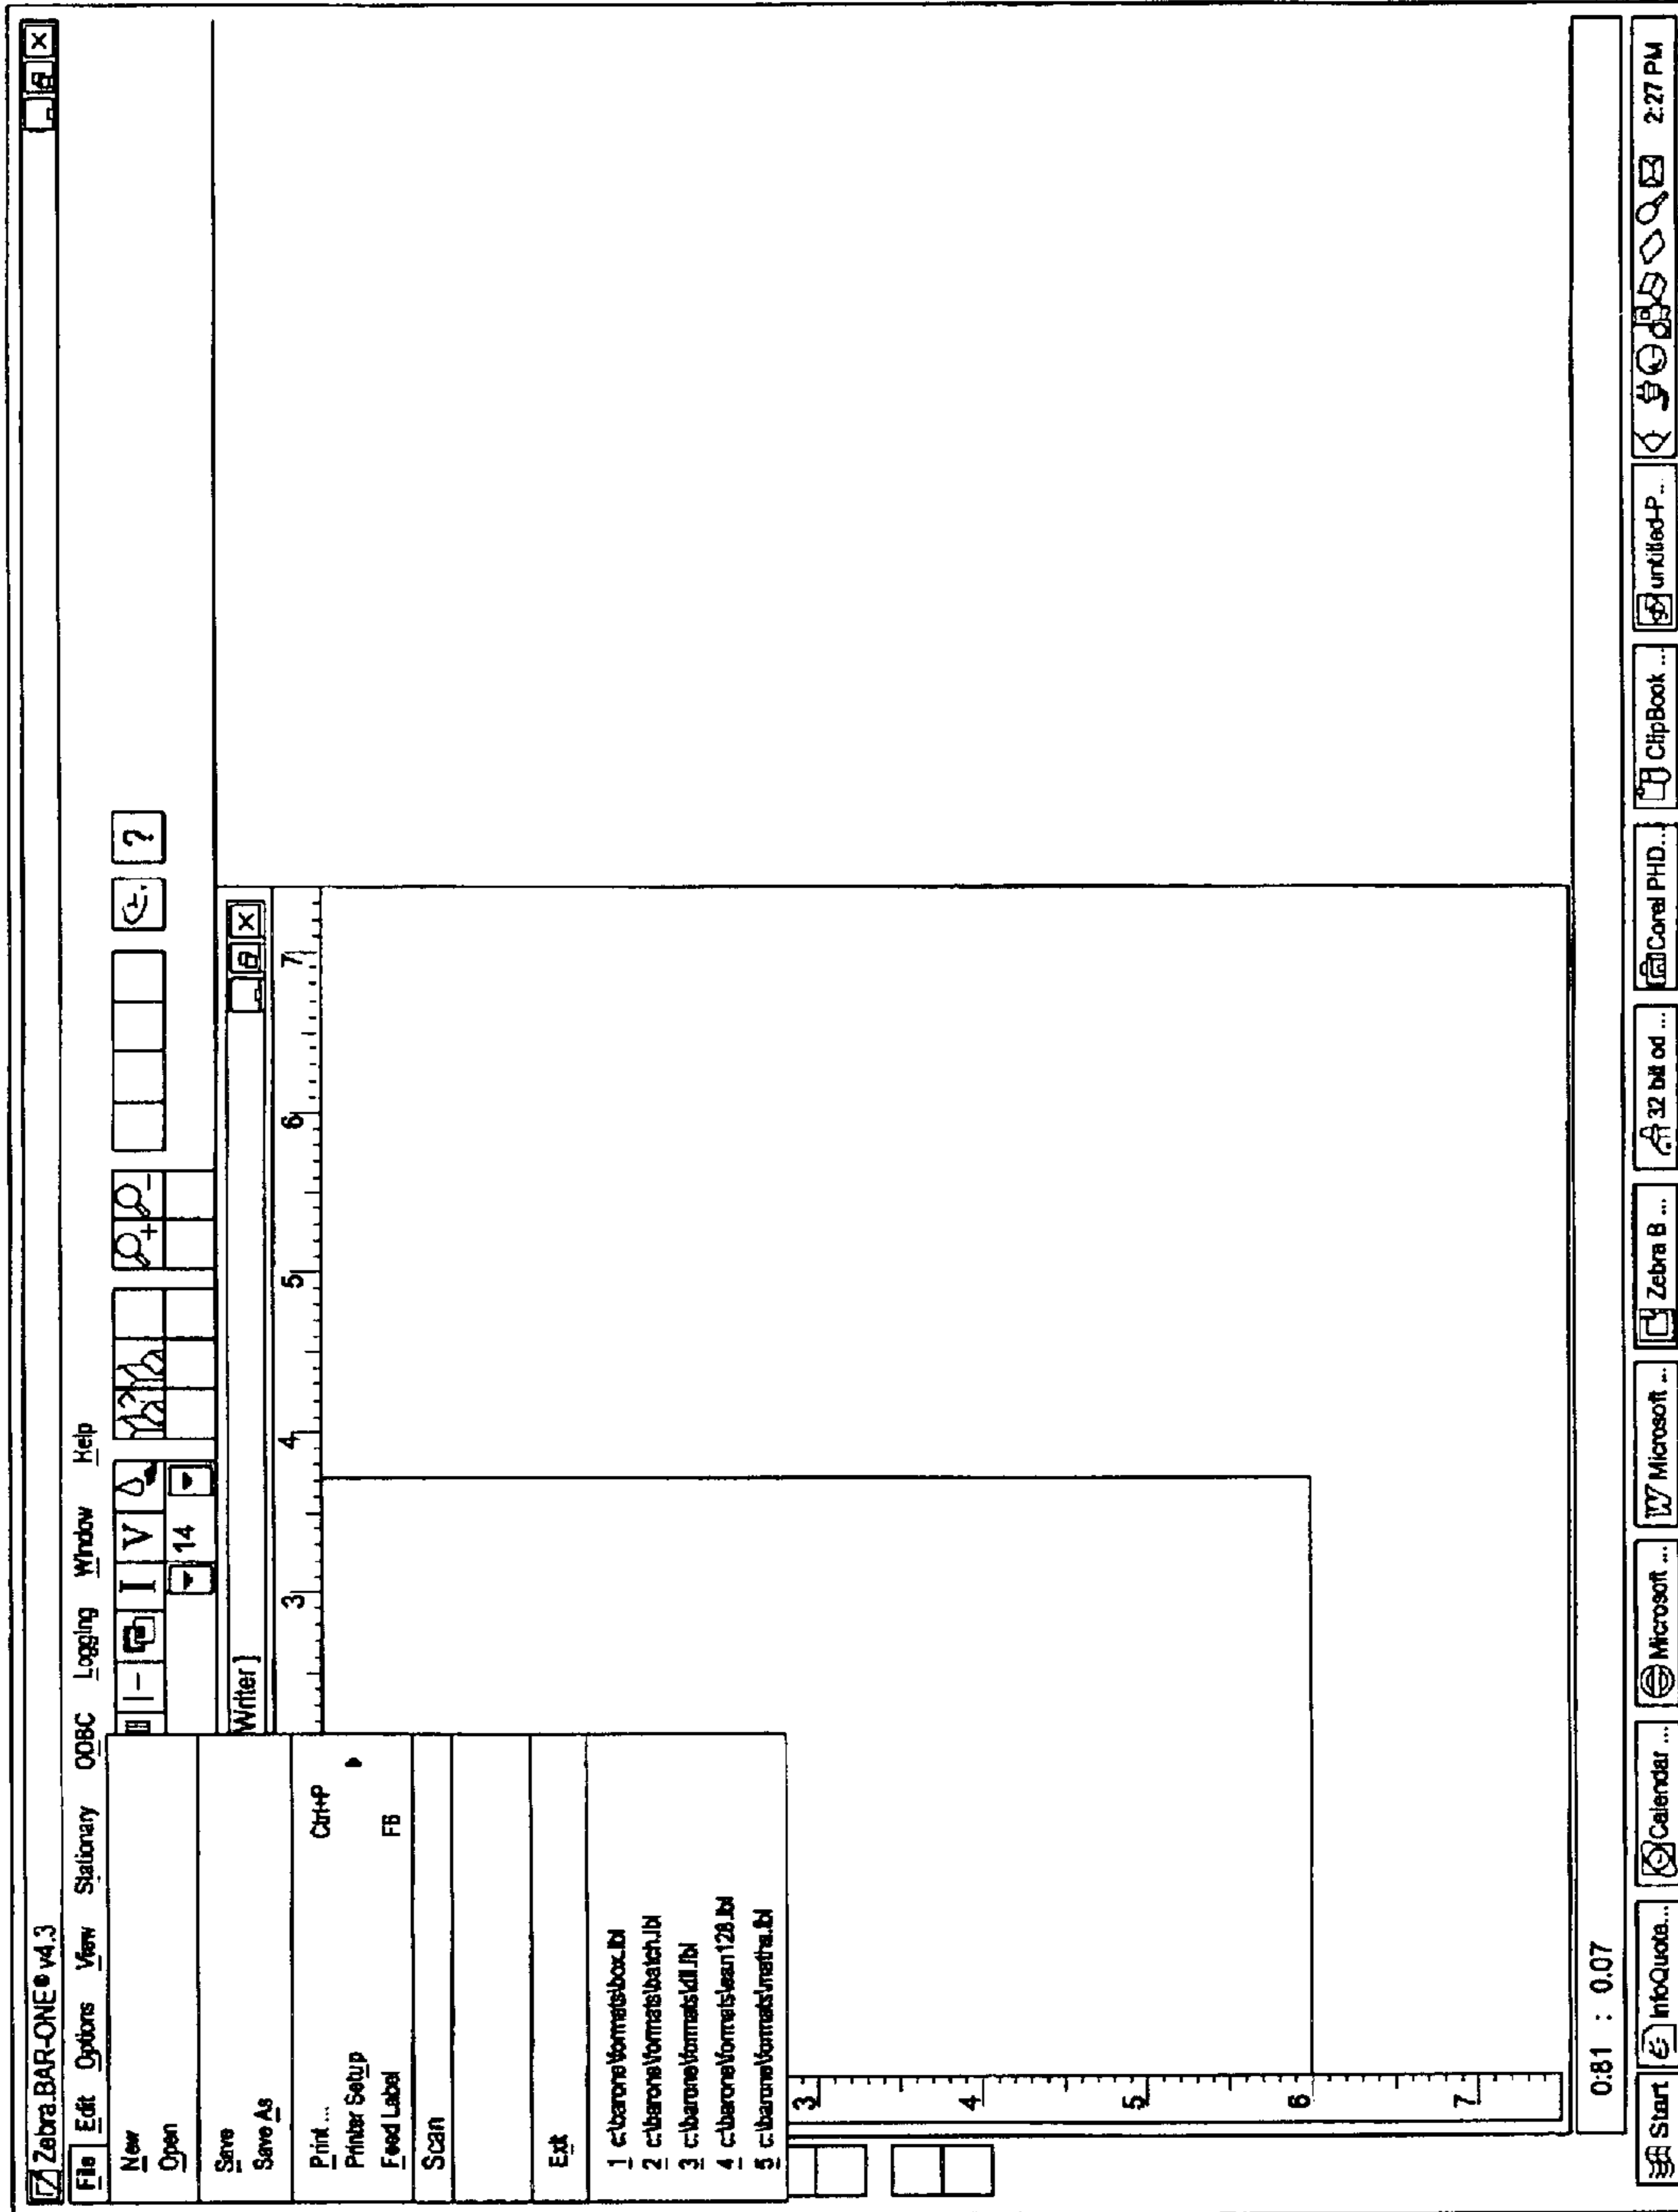 Zebra.BAR-ONE® v4.3
File Edit Options View Stationary ODBC Logging Window Help
I V
14
?
New
Open
Save
Save As
Print ... Ctrl+P
Printer Setup
Feed Label F6
Scan
Exit
1 c:\barone\formats\box.lbl
2 c:\barone\formats\batch.lbl
3 c:\barone\formats\dll.lbl
4 c:\barone\formats\ean128.lbl
5 c:\barone\formats\maths.lbl
Writer]
3 4 5 6 7
3
4
5
6
7
0:81 : 0.07
Start InfoQuote... Calendar ... Microsoft ... Microsoft ... Zebra B ... 32 bit od ... Corel PHD... ClipBook ... untitled-P... 2:27 PM